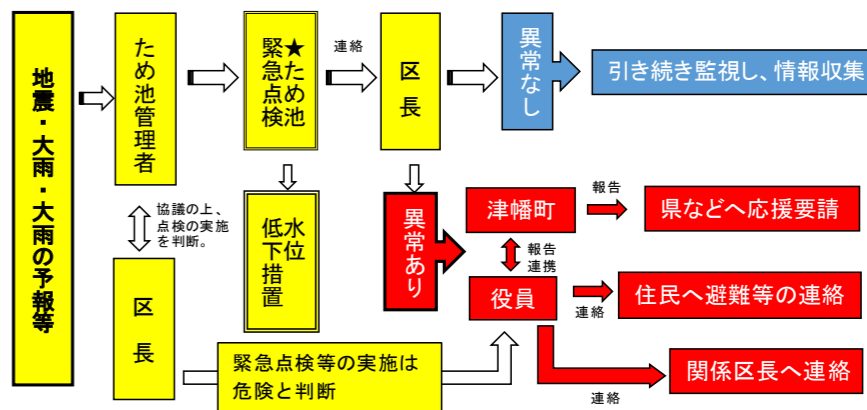 地震・大雨・大雨の予報等
ため池管理者
★ため池
緊急点検
連絡
区長
異常なし
引き続き監視し、情報収集
協議の上、
点検の実施
を判断。
区長
水位
低下措置
異常あり
津幡町
報告
県などへ応援要請
報告
連携
役員
連絡
住民へ避難等の連絡
緊急点検等の実施は
危険と判断
連絡
関係区長へ連絡